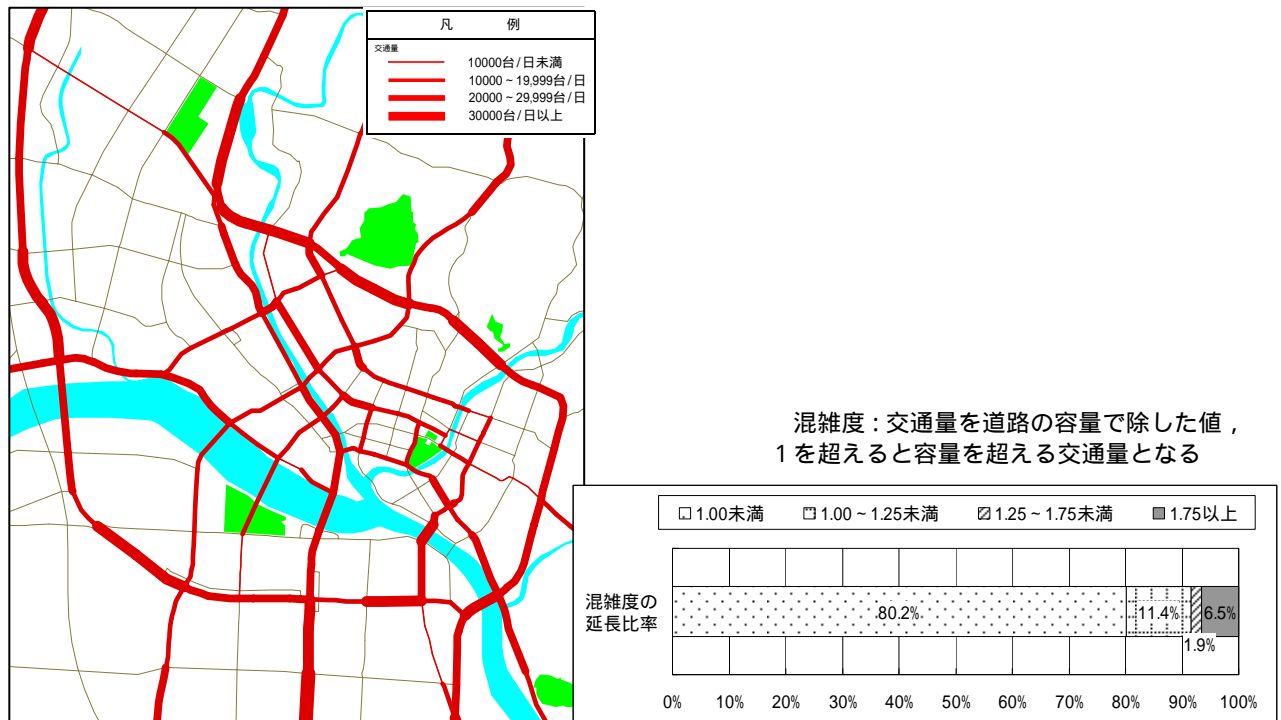 凡 例
交通量
10000台/日未満
10000~19,999台/日
20000~29,999台/日
30000台/日以上
混雑度:交通量を道路の容量で除した値,
1を超えると容量を超える交通量となる
1.00未満 1.00~1.25未満 1.25~1.75未満 1.75以上
混雑度の
延長比率
80.2% 11.4% 6.5%
1.9%
0% 10% 20% 30% 40% 50% 60% 70% 80% 90% 100%